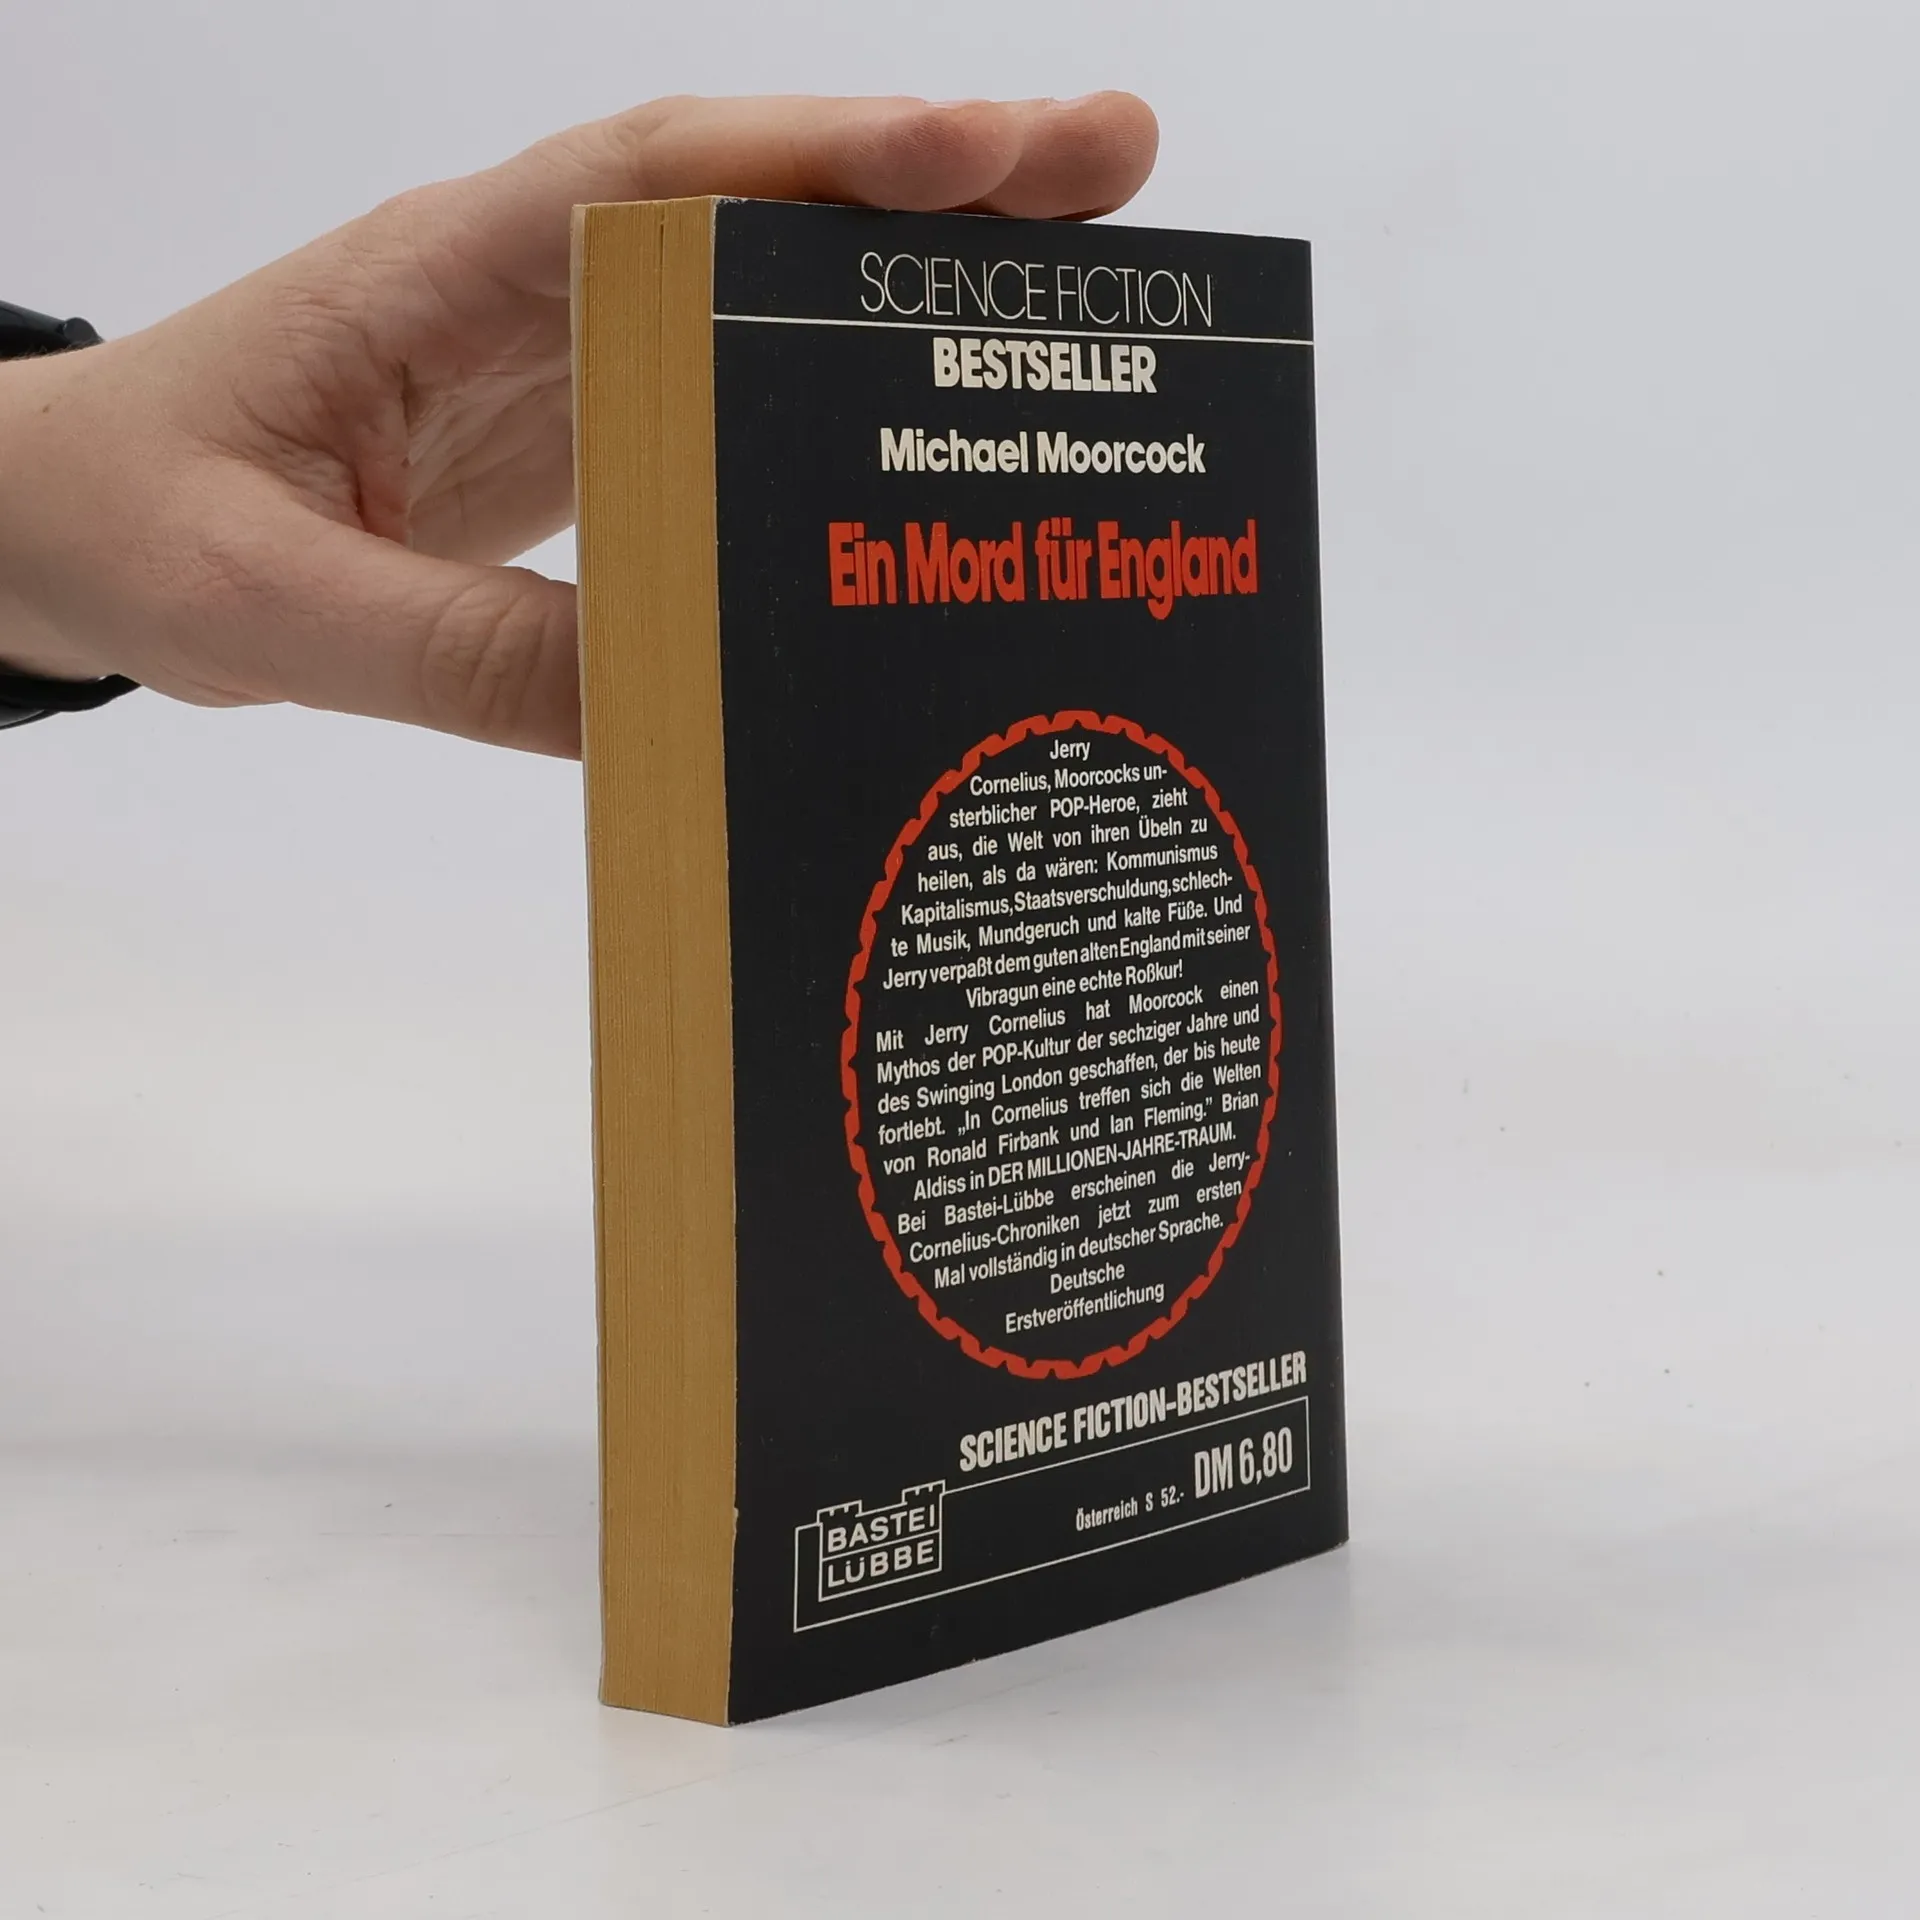 SCIENCE FICTION
BESTSELLER
Michael Moorcock
Ein Mord für England
Jerry
Cornelius, Moorcocks un-
sterblicher POP-Heroe, zieht
aus, die Welt von ihren Übeln zu
heilen, als da wären: Kommunismus
Kapitalismus, Staatsverschuldung, schlech-
te Musik, Mundgeruch und kalte Füße. Und
Jerry verpaßt dem guten alten England mit seiner
Vibragun eine echte Roßkur!
Mit Jerry Cornelius hat Moorcock einen
Mythos der POP-Kultur der sechziger Jahre und
des Swinging London geschaffen, der bis heute
fortlebt. „In Cornelius treffen sich die Welten
von Ronald Firbank und Ian Fleming.” Brian
Aldiss in DER MILLIONEN-JAHRE-TRAUM.
Bei Bastei-Lübbe erscheinen die Jerry-
Cornelius-Chroniken jetzt zum ersten
Mal vollständig in deutscher Sprache.
Deutsche
Erstveröffentlichung
SCIENCE FICTION-BESTSELLER
Österreich S 52.- DM 6,80
BASTEI
LÜBBE